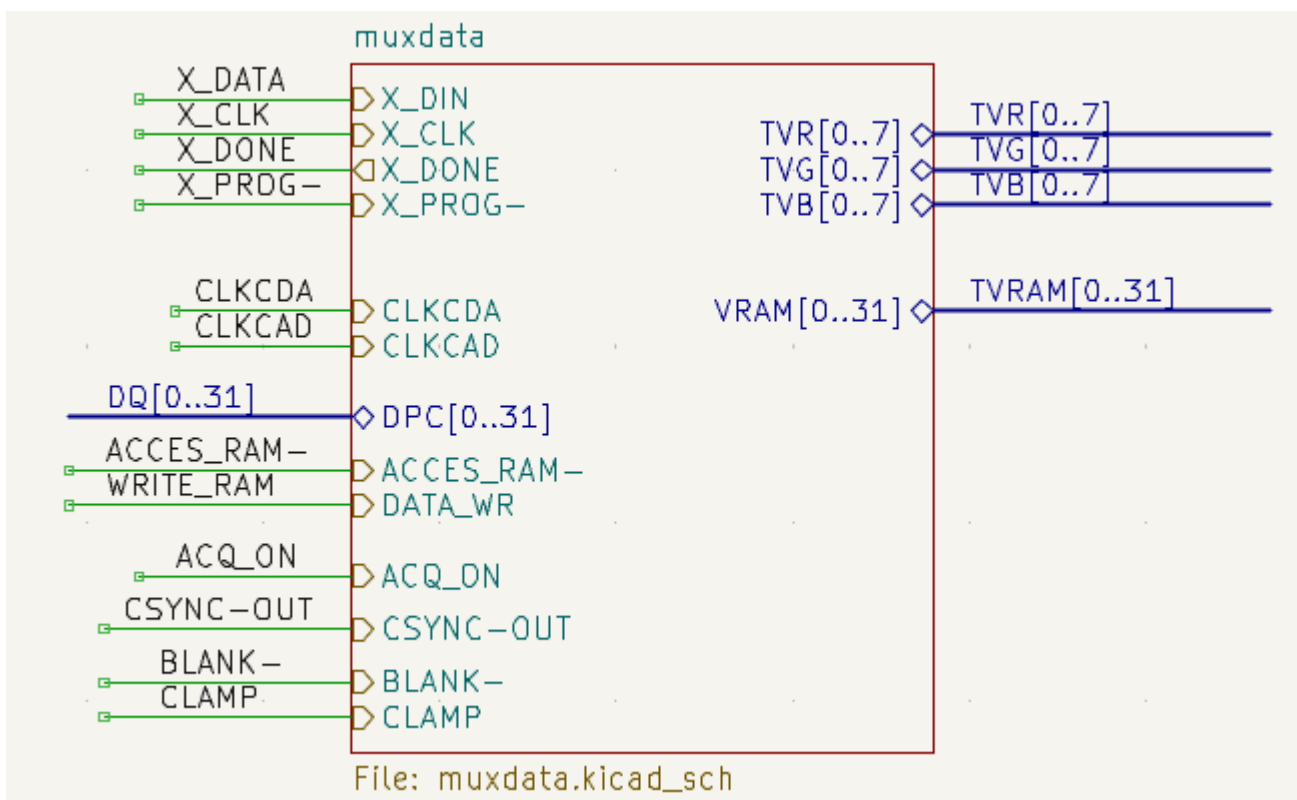 muxdata
X_DATA
X_DIN
X_CLK
X_CLK
X_DONE
X_DONE
X_PROG-
X_PROG-
TVR[0..7]
TVR[0..7]
TVG[0..7]
TVG[0..7]
TVB[0..7]
TVB[0..7]
CLKCDA
CLKCDA
CLKCAD
CLKCAD
VRAM[0..31]
TVRAM[0..31]
DQ[0..31]
DPC[0..31]
ACCES_RAM-
ACCES_RAM-
WRITE_RAM
DATA_WR
ACQ_ON
ACQ_ON
CSYNC-OUT
CSYNC-OUT
BLANK-
BLANK-
CLAMP
CLAMP
File: muxdata.kicad_sch